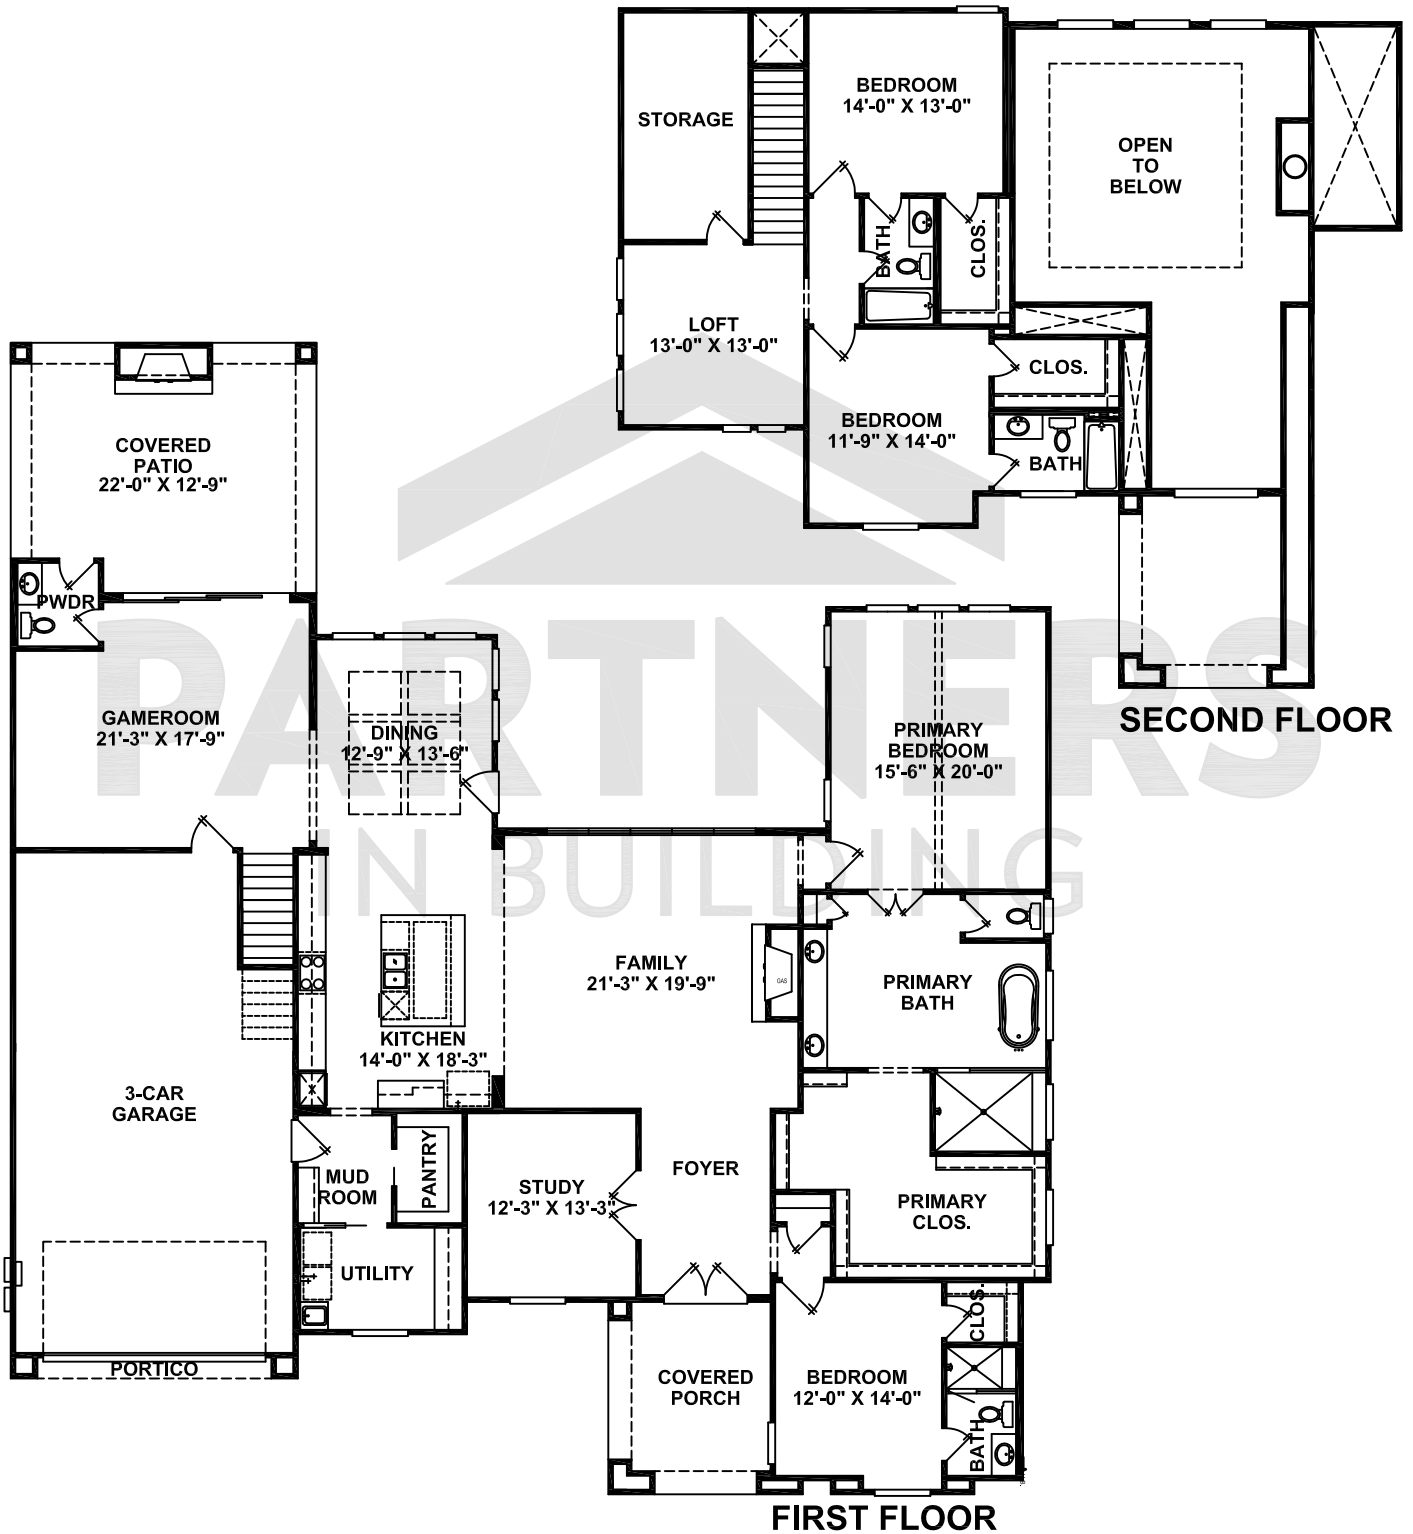 BEDROOM
14'-0" X 13'-0"
STORAGE
OPEN
TO
BELOW
BATH
CLOS.
LOFT
13'-0" X 13'-0"
CLOS.
BEDROOM
11'-9" X 14'-0"
BATH
SECOND FLOOR
COVERED
PATIO
22'-0" X 12'-9"
PWDR
PARTNERS
IN BUILDING
GAMEROOM
21'-3" X 17'-9"
DINING
12'-9" X 13'-6"
PRIMARY
BEDROOM
15'-6" X 20'-0"
FAMILY
21'-3" X 19'-9"
GAS
PRIMARY
BATH
KITCHEN
14'-0" X 18'-3"
3-CAR
GARAGE
MUD
ROOM
PANTRY
STUDY
12'-3" X 13'-3"
FOYER
PRIMARY
CLOS.
UTILITY
CLOS.
PORTICO
COVERED
PORCH
BEDROOM
12'-0" X 14'-0"
BATH
FIRST FLOOR